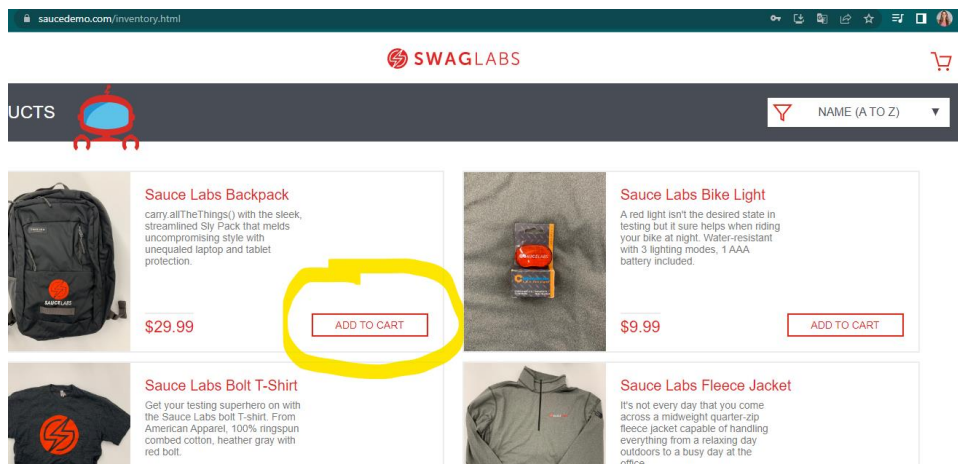 saucedemo.com/inventory.html
SWAGLABS
UCTS
NAME (A TO Z)
Sauce Labs Backpack
carry.allTheThings() with the sleek,
streamlined Sly Pack that melds
uncompromising style with
unequaled laptop and tablet
protection.
$29.99
ADD TO CART
SAUCELABS
Sauce Labs Bike Light
A red light isn't the desired state in
testing but it sure helps when riding
your bike at night. Water-resistant
with 3 lighting modes, 1 AAA
battery included.
$9.99
ADD TO CART
Sauce Labs Bolt T-Shirt
Get your testing superhero on with
the Sauce Labs bolt T-shirt. From
American Apparel, 100% ringspun
combed cotton, heather gray with
red bolt.
Sauce Labs Fleece Jacket
It's not every day that you come
across a midweight quarter-zip
fleece jacket capable of handling
everything from a relaxing day
outdoors to a busy day at the
office.